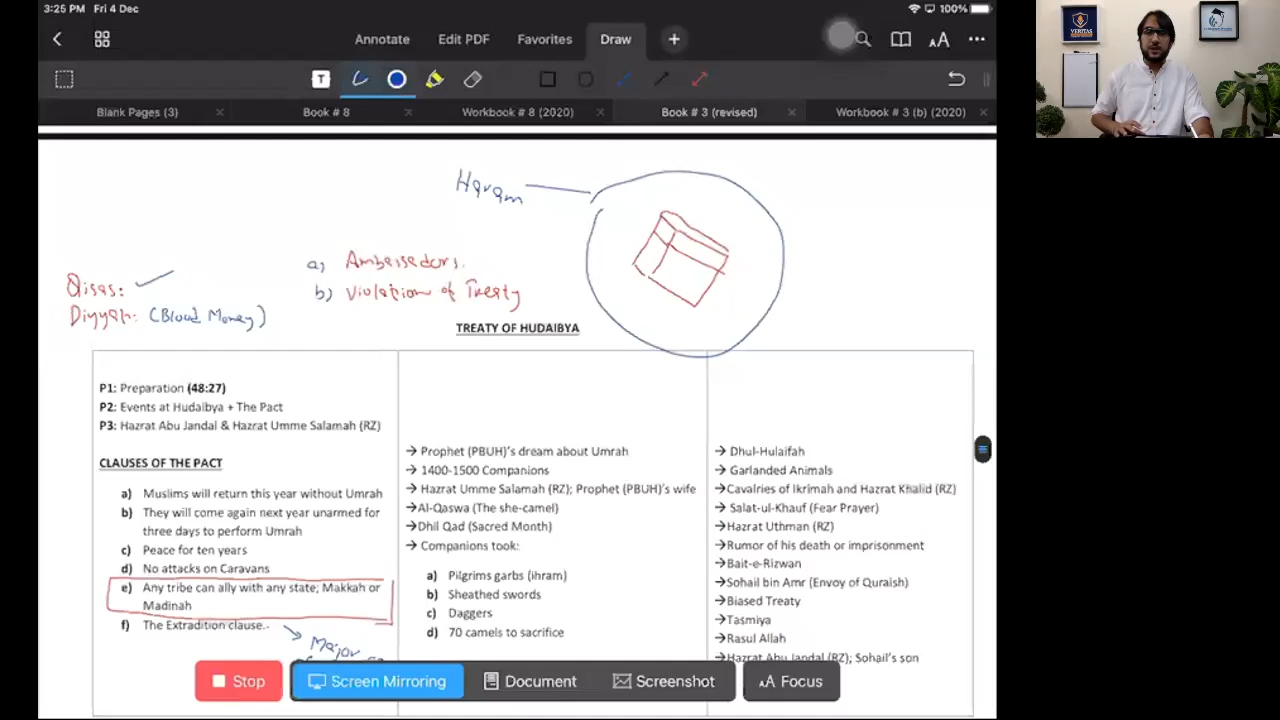 3:25 PM Fri 4 Dec
100%
Annotate Edit PDF Favorites Draw +
T
Blank Pages (3) × Book # 8 × Workbook # 8 (2020) × Book # 3 (revised) × Workbook # 3 (b) (2020) ×
VERITAS
Haram
a) Ambassadors.
Qisas:
b) Violation of Treaty
Diyyah: (Blood Money)
TREATY OF HUDAIBYA
P1: Preparation (48:27)
P2: Events at Hudaibya + The Pact
P3: Hazrat Abu Jandal & Hazrat Umme Salamah (RZ)
CLAUSES OF THE PACT
a) Muslims will return this year without Umrah
b) They will come again next year unarmed for
three days to perform Umrah
c) Peace for ten years
d) No attacks on Caravans
e) Any tribe can ally with any state; Makkah or
Madinah
f) The Extradition clause.
Major
→ Prophet (PBUH)'s dream about Umrah
→ 1400-1500 Companions
→ Hazrat Umme Salamah (RZ); Prophet (PBUH)'s wife
→Al-Qaswa (The she-camel)
→Dhil Qad (Sacred Month)
→ Companions took:
a) Pilgrims garbs (ihram)
b) Sheathed swords
c) Daggers
d) 70 camels to sacrifice
→ Dhul-Hulaifah
→ Garlanded Animals
→Cavalries of Ikrimah and Hazrat Khalid (RZ)
→ Salat-ul-Khauf (Fear Prayer)
→Hazrat Uthman (RZ)
→Rumor of his death or imprisonment
→Bait-e-Rizwan
→Sohail bin Amr (Envoy of Quraish)
→Biased Treaty
→Tasmiya
→Rasul Allah
→Hazrat Abu Jandal (RZ); Sohail's son
Stop Screen Mirroring Document Screenshot AA Focus